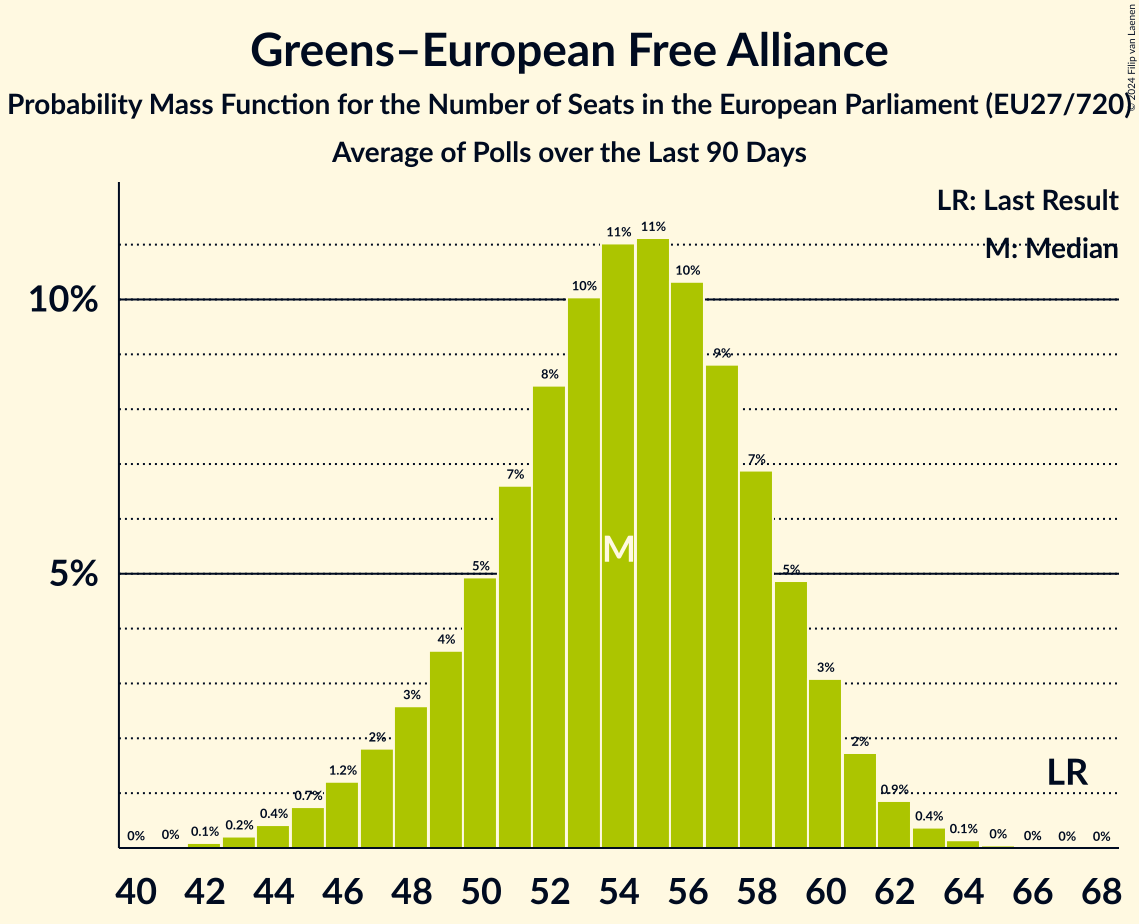 Greens–European Free Alliance
Probability Mass Function for the Number of Seats in the European Parliament (EU27/720)
Average of Polls over the Last 90 Days
© 2024 Filip van Laenen
LR: Last Result
M: Median
10%
5%
0% 0% 0.1% 0.2% 0.4% 0.7% 1.2% 2% 3% 4% 5% 7% 8% 10% 11% 11% 10% 9% 7% 5% 3% 2% 0.9% 0.4% 0.1% 0% 0% 0% 0%
M
LR
40 42 44 46 48 50 52 54 56 58 60 62 64 66 68